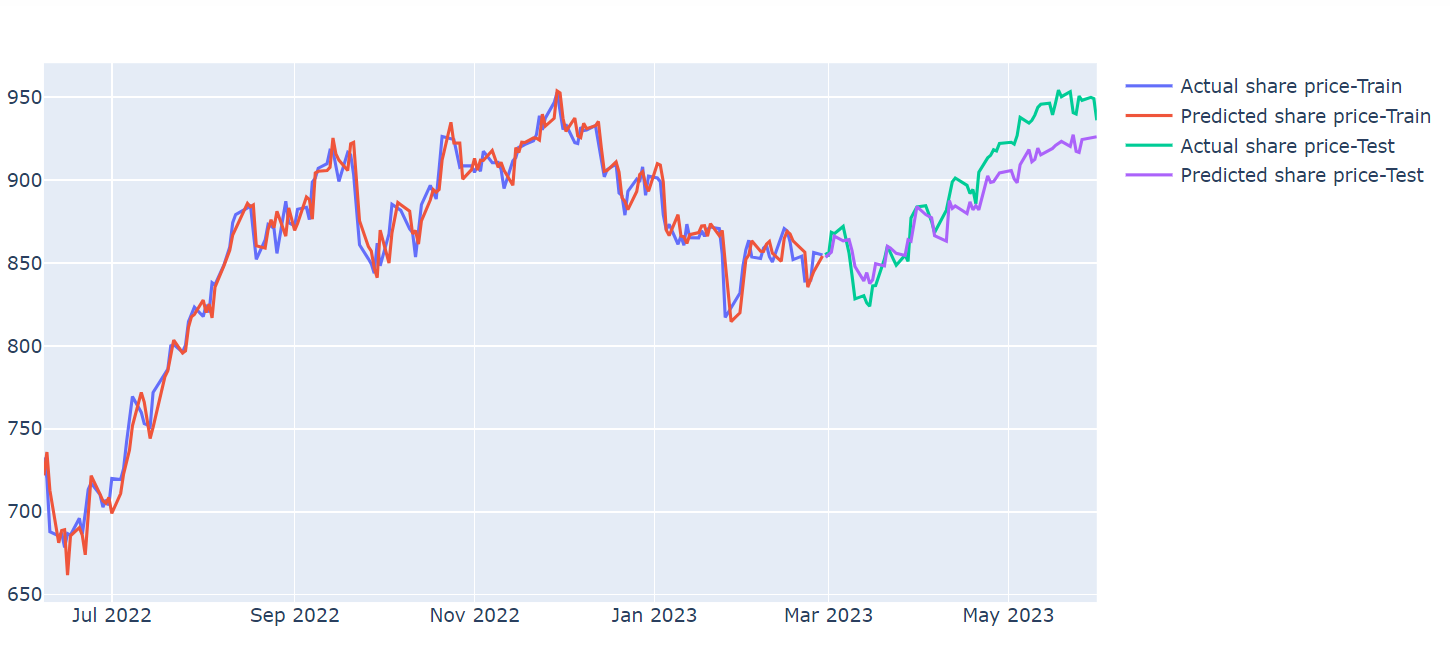 950
900
850
800
750
700
650
Jul 2022
Sep 2022
Nov 2022
Jan 2023
Mar 2023
May 2023
Actual share price-Train
Predicted share price-Train
Actual share price-Test
Predicted share price-Test